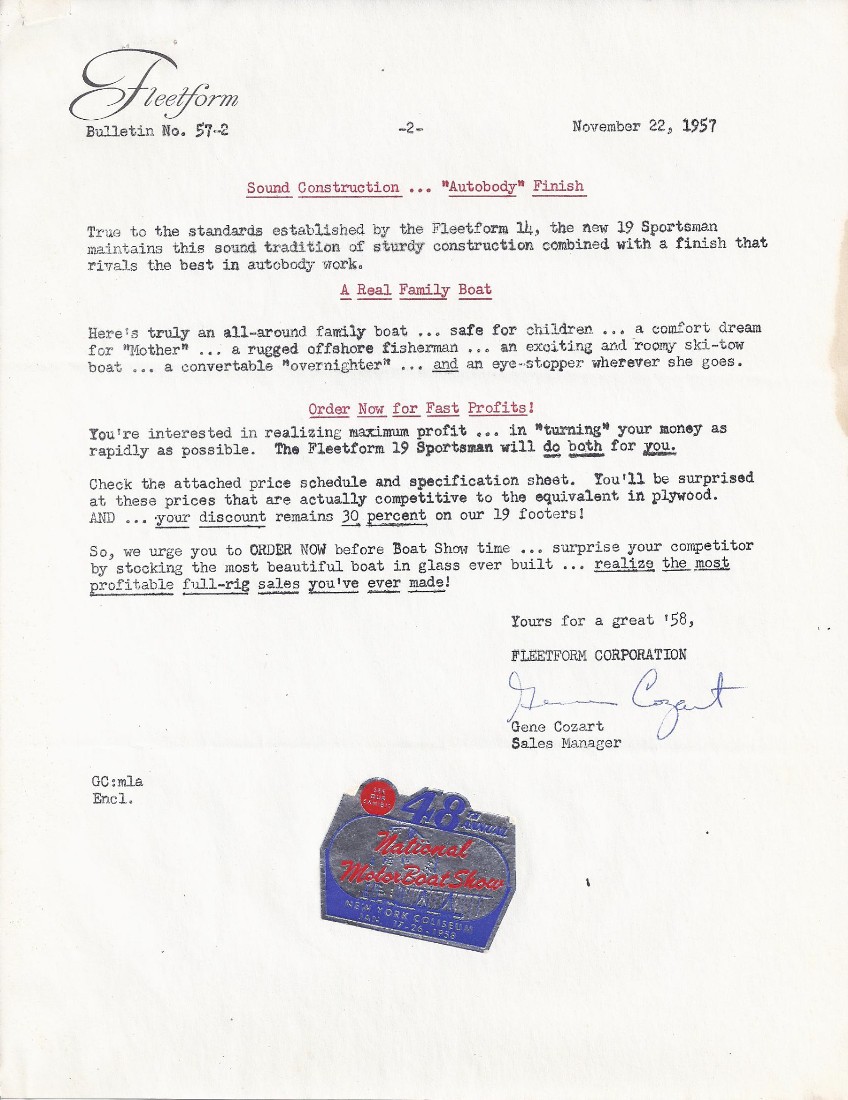 Fleetform
Bulletin No. 57-2 -2- November 22, 1957
Sound Construction ... "Autobody" Finish
True to the standards established by the Fleetform 14, the new 19 Sportsman
maintains this sound tradition of sturdy construction combined with a finish that
rivals the best in autobody work.
A Real Family Boat
Here's truly an all-around family boat ... safe for children ... a comfort dream
for "Mother" ... a rugged offshore fisherman ... an exciting and roomy ski-tow
boat ... a convertable "overnighter" ... and an eye-stopper wherever she goes.
Order Now for Fast Profits!
You're interested in realizing maximum profit ... in "turning" your money as
rapidly as possible. The Fleetform 19 Sportsman will do both for you.
Check the attached price schedule and specification sheet. You'll be surprised
at these prices that are actually competitive to the equivalent in plywood.
AND ... your discount remains 30 percent on our 19 footers!
So, we urge you to ORDER NOW before Boat Show time ... surprise your competitor
by stocking the most beautiful boat in glass ever built ... realize the most
profitable full-rig sales you've ever made!
Yours for a great '58,
FLEETFORM CORPORATION
Gene Cozart
Gene Cozart
Sales Manager
GC:mla
Encl.
SEE
OUR
EXHIBIT
48th
Annual
National
Motor Boat Show
NEW YORK COLISEUM
JAN. 17-26-1958